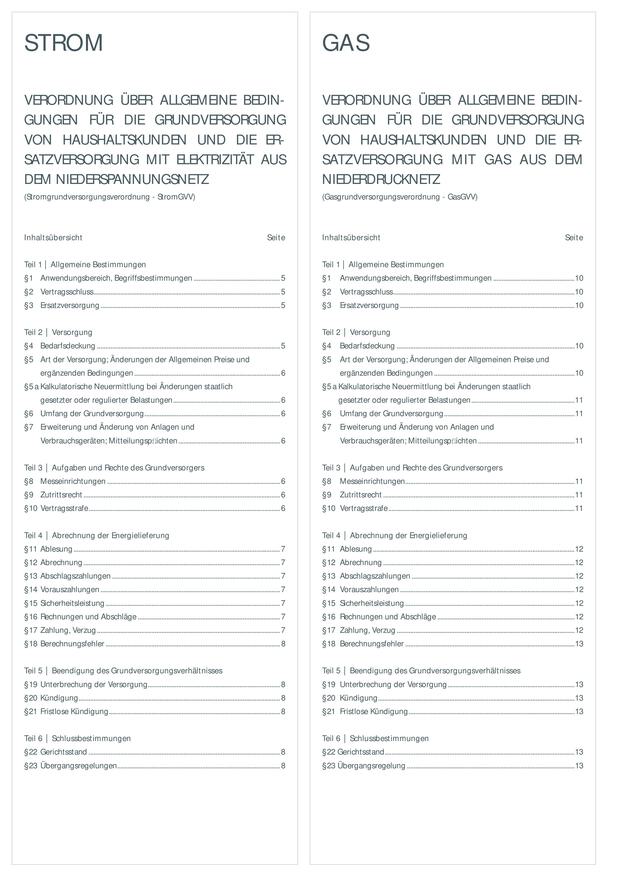 STROM
VERORDNUNG ÜBER ALLGEMEINE BEDIN-
GUNGEN FÜR DIE GRUNDVERSORGUNG
VON HAUSHALTSKUNDEN UND DIE ER-
SATZVERSORGUNG MIT ELEKTRIZITÄT AUS
DEM NIEDERSPANNUNGSNETZ
(Stromgrundversorgungsverordnung - StromGVV)
Inhaltsübersicht Seite
Teil 1 | Allgemeine Bestimmungen
§1 Anwendungsbereich, Begriffsbestimmungen 5
§2 Vertragsschluss 5
§3 Ersatzversorgung 5
Teil 2 | Versorgung
§4 Bedarfsdeckung 5
§5 Art der Versorgung; Änderungen der Allgemeinen Preise und
ergänzenden Bedingungen 6
§5a Kalkulatorische Neuermittlung bei Änderungen staatlich
gesetzter oder regulierter Belastungen 6
§6 Umfang der Grundversorgung 6
§7 Erweiterung und Änderung von Anlagen und
Verbrauchsgeräten; Mitteilungspflichten 6
Teil 3 | Aufgaben und Rechte des Grundversorgers
§8 Messeinrichtungen 6
§9 Zutrittsrecht 6
§10 Vertragsstrafe 6
Teil 4 | Abrechnung der Energielieferung
§11 Ablesung 7
§12 Abrechnung 7
§13 Abschlagszahlungen 7
§14 Vorauszahlungen 7
§15 Sicherheitsleistung 7
§16 Rechnungen und Abschläge 7
§17 Zahlung, Verzug 7
§18 Berechnungsfehler 8
Teil 5 | Beendigung des Grundversorgungsverhältnisses
§19 Unterbrechung der Versorgung 8
§20 Kündigung 8
§21 Fristlose Kündigung 8
Teil 6 | Schlussbestimmungen
§22 Gerichtsstand 8
§23 Übergangsregelungen 8
GAS
VERORDNUNG ÜBER ALLGEMEINE BEDIN-
GUNGEN FÜR DIE GRUNDVERSORGUNG
VON HAUSHALTSKUNDEN UND DIE ER-
SATZVERSORGUNG MIT GAS AUS DEM
NIEDERDRUCKNETZ
(Gasgrundversorgungsverordnung - GasGVV)
Inhaltsübersicht Seite
Teil 1 | Allgemeine Bestimmungen
§1 Anwendungsbereich, Begriffsbestimmungen 10
§2 Vertragsschluss 10
§3 Ersatzversorgung 10
Teil 2 | Versorgung
§4 Bedarfsdeckung 10
§5 Art der Versorgung; Änderungen der Allgemeinen Preise und
ergänzenden Bedingungen 10
§5a Kalkulatorische Neuermittlung bei Änderungen staatlich
gesetzter oder regulierter Belastungen 11
§6 Umfang der Grundversorgung 11
§7 Erweiterung und Änderung von Anlagen und
Verbrauchsgeräten; Mitteilungspflichten 11
Teil 3 | Aufgaben und Rechte des Grundversorgers
§8 Messeinrichtungen 11
§9 Zutrittsrecht 11
§10 Vertragsstrafe 11
Teil 4 | Abrechnung der Energielieferung
§11 Ablesung 12
§12 Abrechnung 12
§13 Abschlagszahlungen 12
§14 Vorauszahlungen 12
§15 Sicherheitsleistung 12
§16 Rechnungen und Abschläge 12
§17 Zahlung, Verzug 12
§18 Berechnungsfehler 13
Teil 5 | Beendigung des Grundversorgungsverhältnisses
§19 Unterbrechung der Versorgung 13
§20 Kündigung 13
§21 Fristlose Kündigung 13
Teil 6 | Schlussbestimmungen
§22 Gerichtsstand 13
§23 Übergangsregelung 13